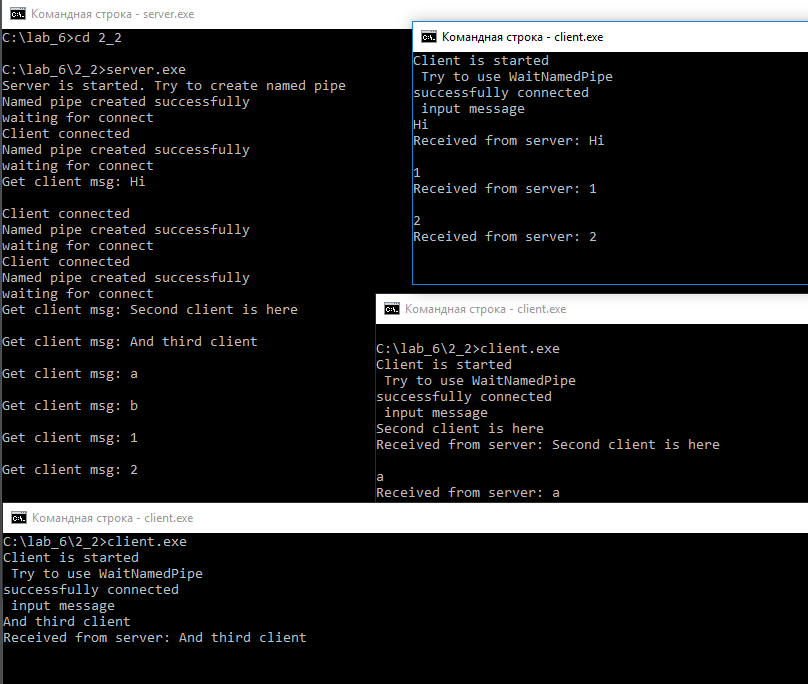 Командная строка - server.exe
C:\lab_6>cd 2_2
C:\lab_6\2_2>server.exe
Server is started. Try to create named pipe
Named pipe created successfully
waiting for connect
Client connected
Named pipe created successfully
waiting for connect
Get client msg: Hi
Client connected
Named pipe created successfully
waiting for connect
Client connected
Named pipe created successfully
waiting for connect
Get client msg: Second client is here
Get client msg: And third client
Get client msg: a
Get client msg: b
Get client msg: 1
Get client msg: 2
Командная строка - client.exe
Client is started
Try to use WaitNamedPipe
successfully connected
input message
Hi
Received from server: Hi
1
Received from server: 1
2
Received from server: 2
Командная строка - client.exe
C:\lab_6\2_2>client.exe
Client is started
Try to use WaitNamedPipe
successfully connected
input message
Second client is here
Received from server: Second client is here
a
Received from server: a
Командная строка - client.exe
C:\lab_6\2_2>client.exe
Client is started
Try to use WaitNamedPipe
successfully connected
input message
And third client
Received from server: And third client